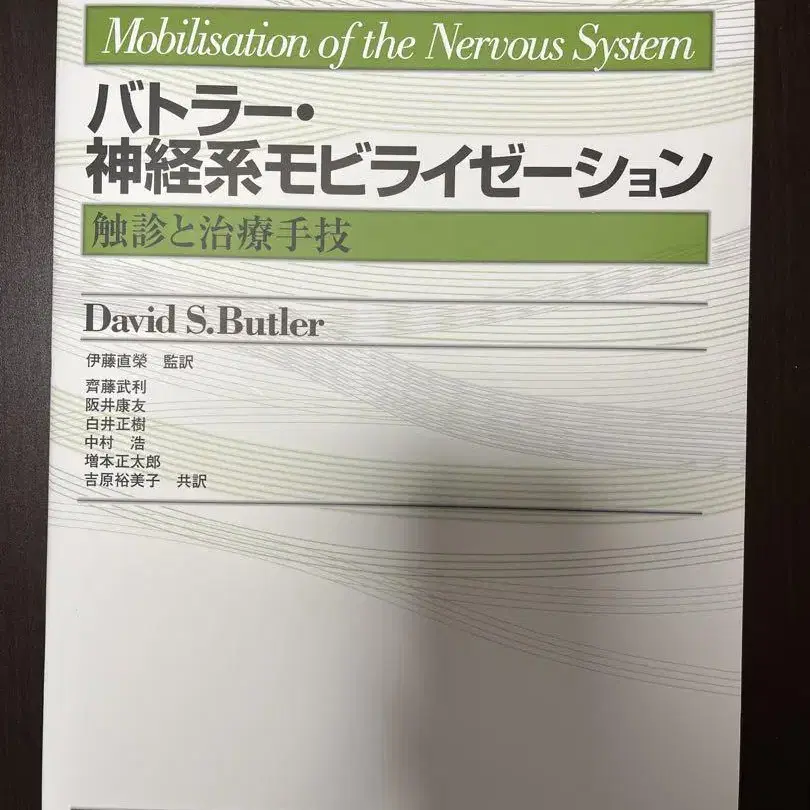 Mobilisation of the Nervous System
バトラー・
神経系モビライゼーション
触診と治療手技
David S.Butler
伊藤直榮　監訳
齊藤武利
阪井康友
白井正樹
中村　浩
増本正太郎
吉原裕美子　共訳